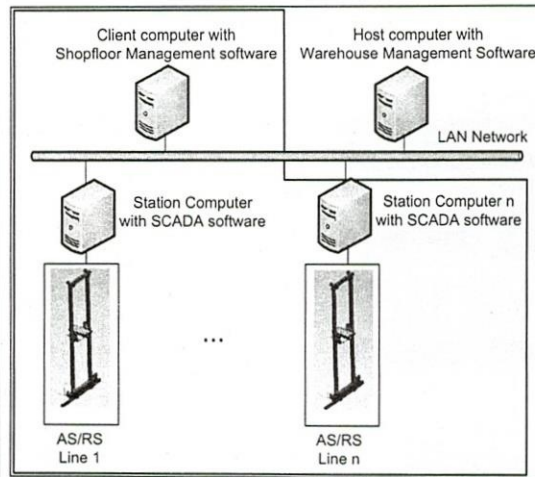 Client computer with
Shopfloor Management software
Host computer with
Warehouse Management Software
LAN Network
Station Computer
with SCADA software
Station Computer n
with SCADA software
...
AS/RS
Line 1
AS/RS
Line n